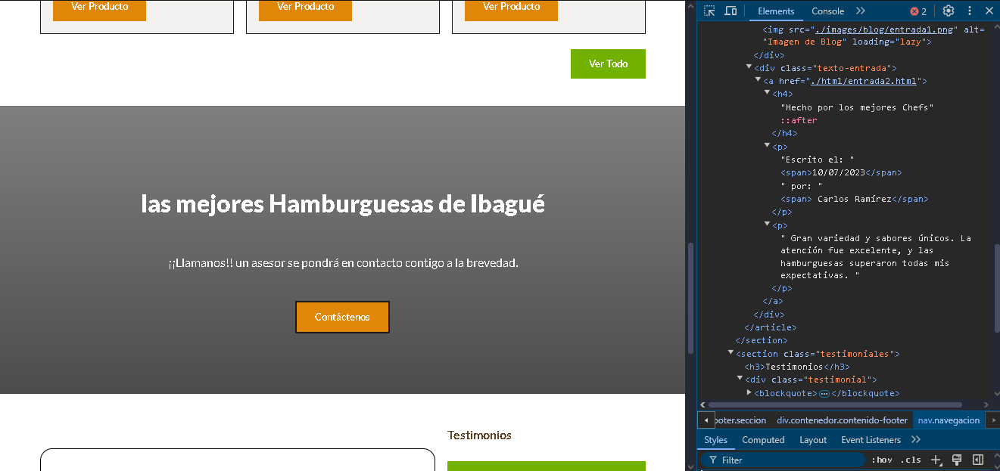 Ver Producto
Ver Producto
Ver Producto
Ver Todo
las mejores Hamburguesas de Ibagué
¡¡Llamanos!! un asesor se pondrá en contacto contigo a la brevedad.
Contáctenos
Testimonios
Elements
Console
2
<img src="./images/blog/entrada1.png" alt=
"Imagen de Blog" loading="lazy">
</div>
<div class="texto-entrada">
<a href="./html/entrada2.html">
<h4>
"Hecho por los mejores Chefs"
::after
</h4>
<p>
"Escrito el: "
<span>10/07/2023</span>
" por: "
<span> Carlos Ramírez</span>
</p>
<p>
" Gran variedad y sabores únicos. La
atención fue excelente, y las
hamburguesas superaron todas mis
expectativas. "
</p>
</a>
</div>
</article>
</section>
<section class="testimoniales">
<h3>Testimonios</h3>
<div class="testimonial">
<blockquote>…</blockquote>
ooter.seccion div.contenedor.contenido-footer nav.navegacion
Styles Computed Layout Event Listeners
Filter :hov .cls